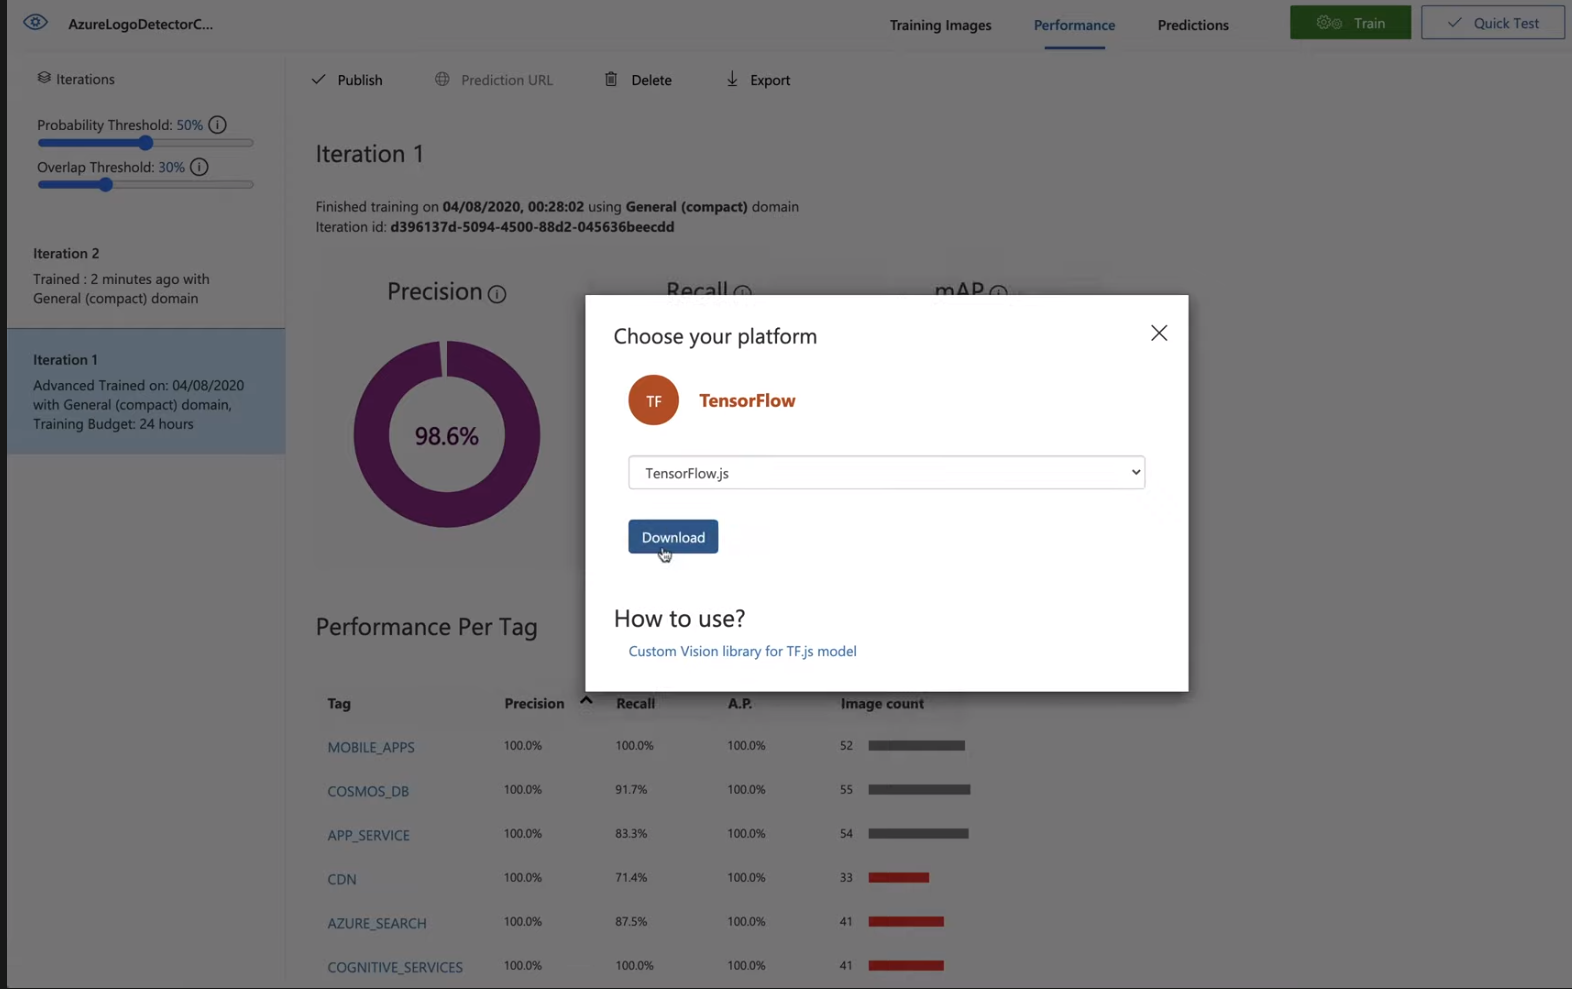 AzureLogoDetectorC...
Training Images
Performance
Predictions
Train
Quick Test
Iterations
Publish
Prediction URL
Delete
Export
Probability Threshold: 50%
Overlap Threshold: 30%
Iteration 2
Trained : 2 minutes ago with
General (compact) domain
Iteration 1
Advanced Trained on: 04/08/2020
with General (compact) domain,
Training Budget: 24 hours
Iteration 1
Finished training on 04/08/2020, 00:28:02 using General (compact) domain
Iteration id: d396137d-5094-4500-88d2-045636beecdd
Precision
Recall
mAP
98.6%
Choose your platform
TF
TensorFlow
TensorFlow.js
Download
How to use?
Custom Vision library for TF.js model
Performance Per Tag
Tag Precision Recall A.P. Image count
MOBILE_APPS 100.0% 100.0% 100.0% 52
COSMOS_DB 100.0% 91.7% 100.0% 55
APP_SERVICE 100.0% 83.3% 100.0% 54
CDN 100.0% 71.4% 100.0% 33
AZURE_SEARCH 100.0% 87.5% 100.0% 41
COGNITIVE_SERVICES 100.0% 100.0% 100.0% 41